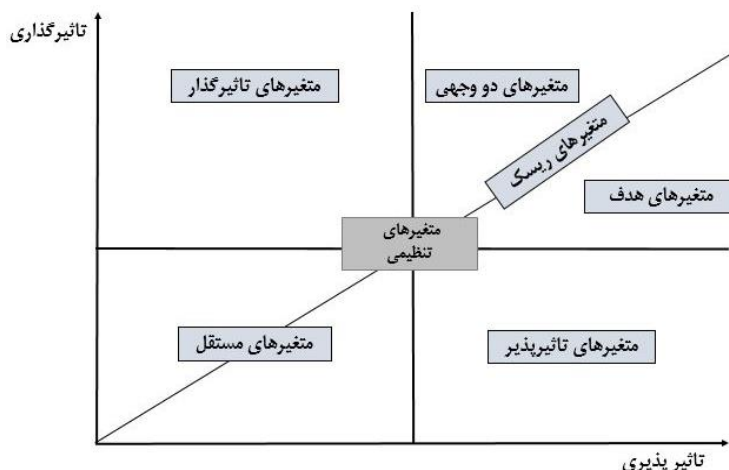 تاثیرگذاری
متغیرهای دو وجهی
متغیرهای تاثیرگذار
متغیرهای ریسک
متغیرهای هدف
متغیرهای
تنظیمی
متغیرهای تاثیرپذیر
متغیرهای مستقل
تاثیر پذیری